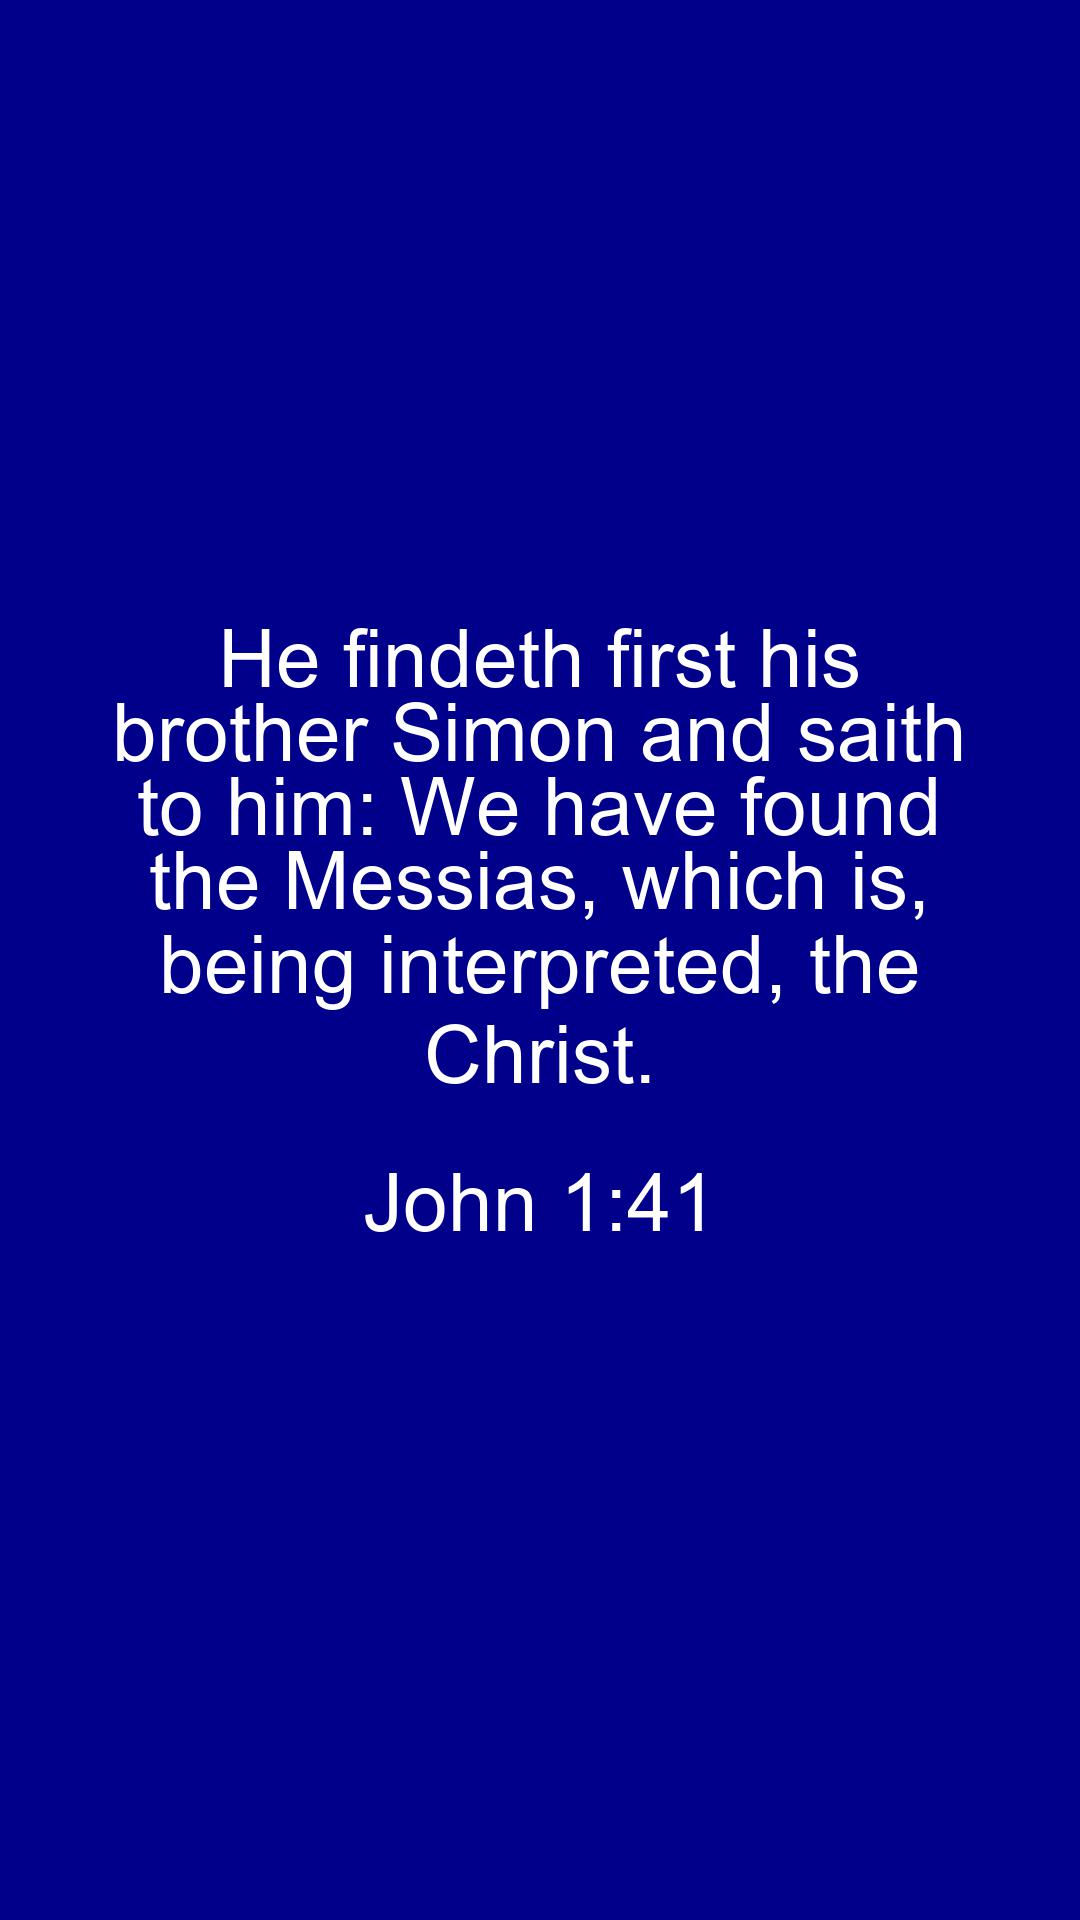 He findeth first his
brother Simon and saith
to him: We have found
the Messias, which is,
being interpreted, the
Christ.
John 1:41